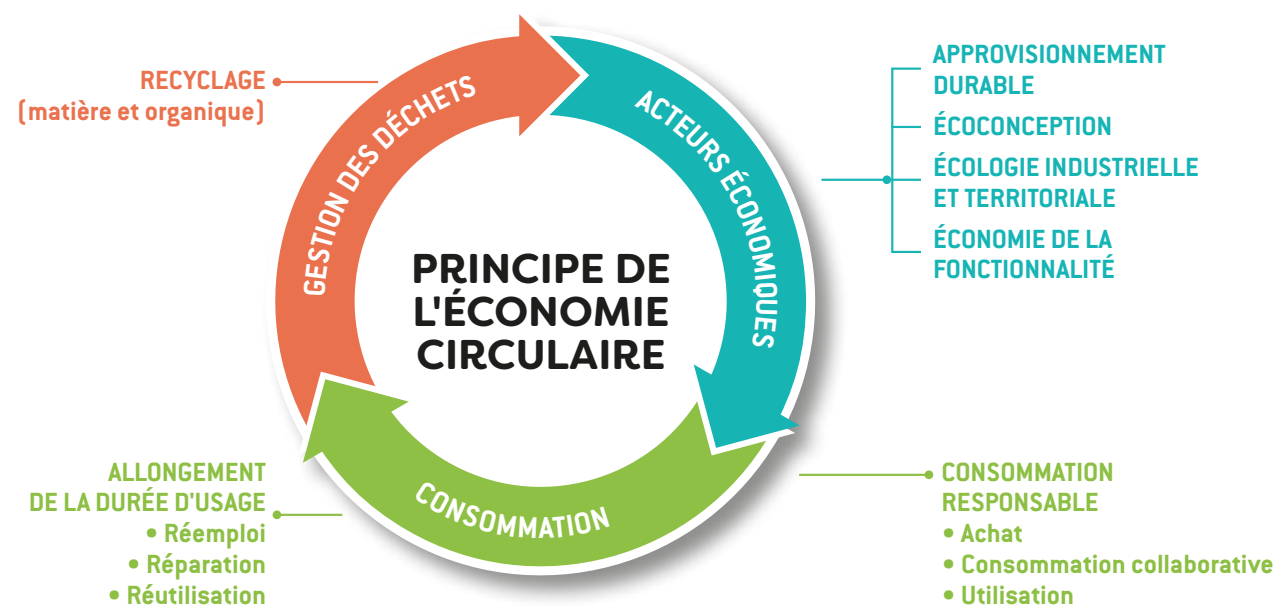 RECYCLAGE
(matière et organique)
GESTION DES DÉCHETS
ACTEURS ÉCONOMIQUES
APPROVISIONNEMENT
DURABLE
ÉCOCONCEPTION
ÉCOLOGIE INDUSTRIELLE
ET TERRITORIALE
ÉCONOMIE DE LA
FONCTIONNALITÉ
PRINCIPE DE
L'ÉCONOMIE
CIRCULAIRE
CONSOMMATION
ALLONGEMENT
DE LA DURÉE D'USAGE
• Réemploi
• Réparation
• Réutilisation
CONSOMMATION
RESPONSABLE
• Achat
• Consommation collaborative
• Utilisation